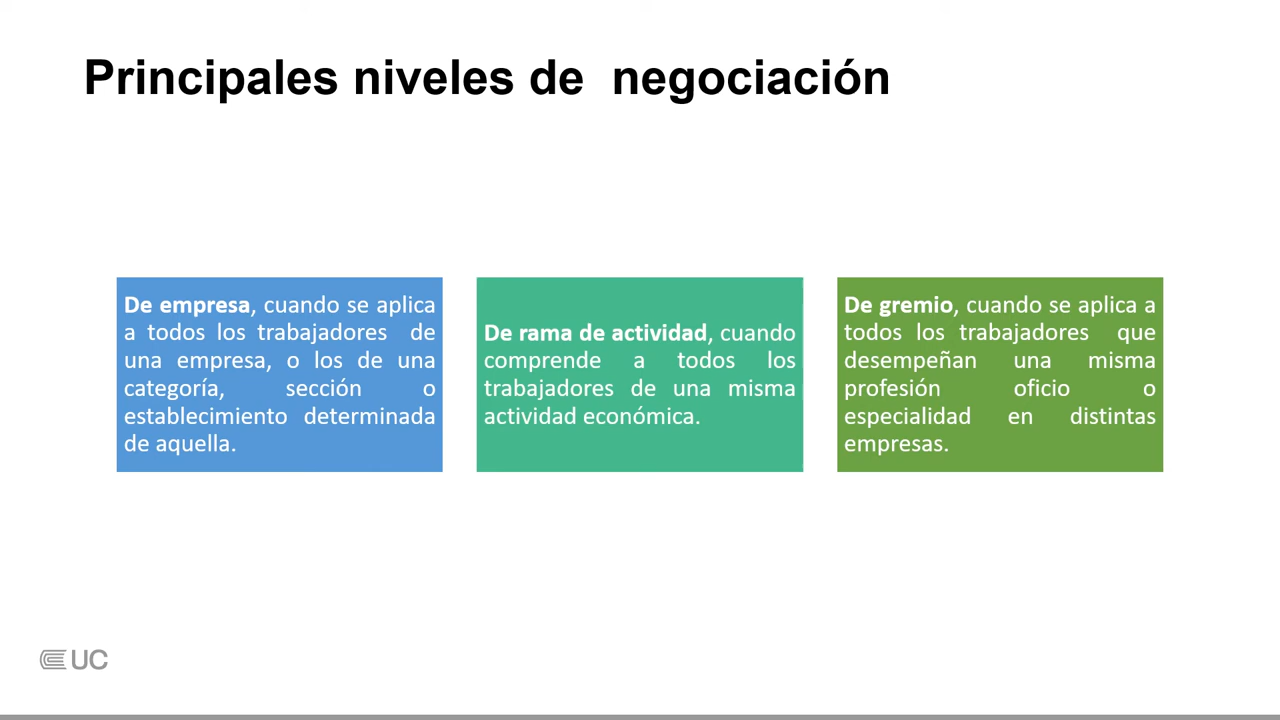 Principales niveles de  negociación
De empresa, cuando se aplica
a todos los trabajadores  de
una empresa, o los de una
categoría, sección o
establecimiento determinada
de aquella.
De rama de actividad, cuando
comprende a todos los
trabajadores de una misma
actividad económica.
De gremio, cuando se aplica a
todos los trabajadores  que
desempeñan una misma
profesión oficio o
especialidad en distintas
empresas.
UC